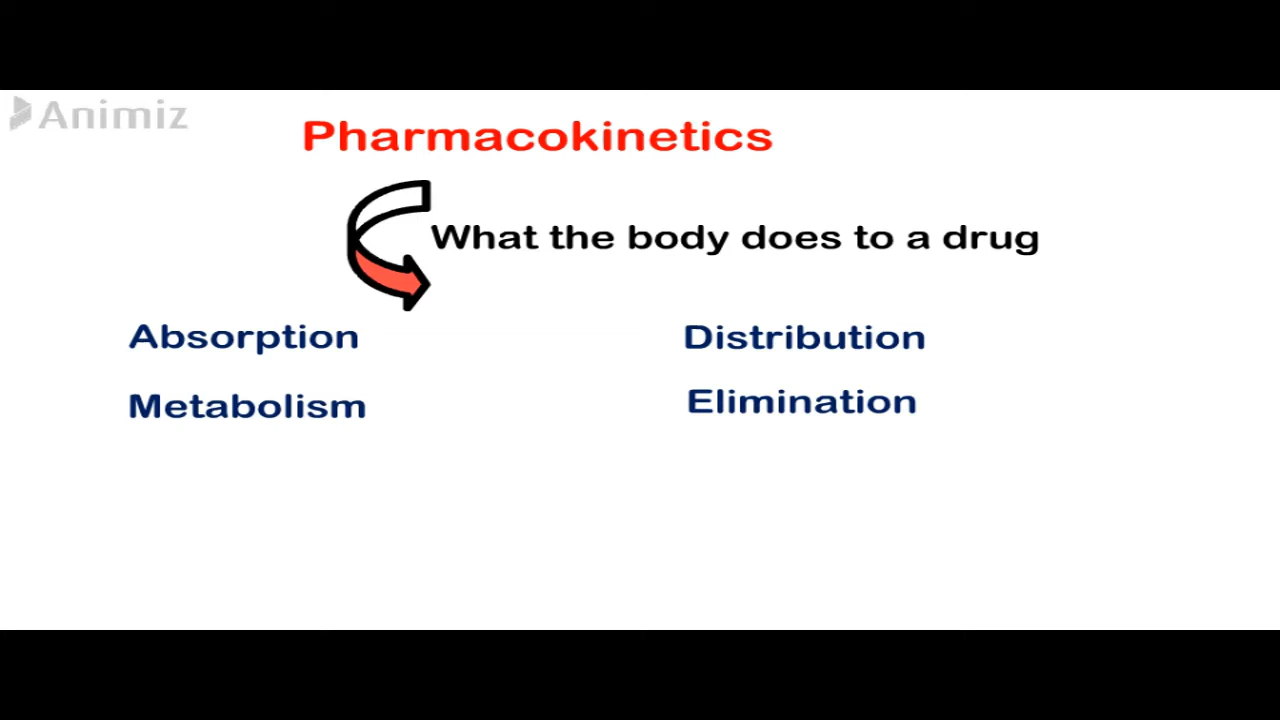 Animiz
Pharmacokinetics
What the body does to a drug
Absorption
Distribution
Metabolism
Elimination